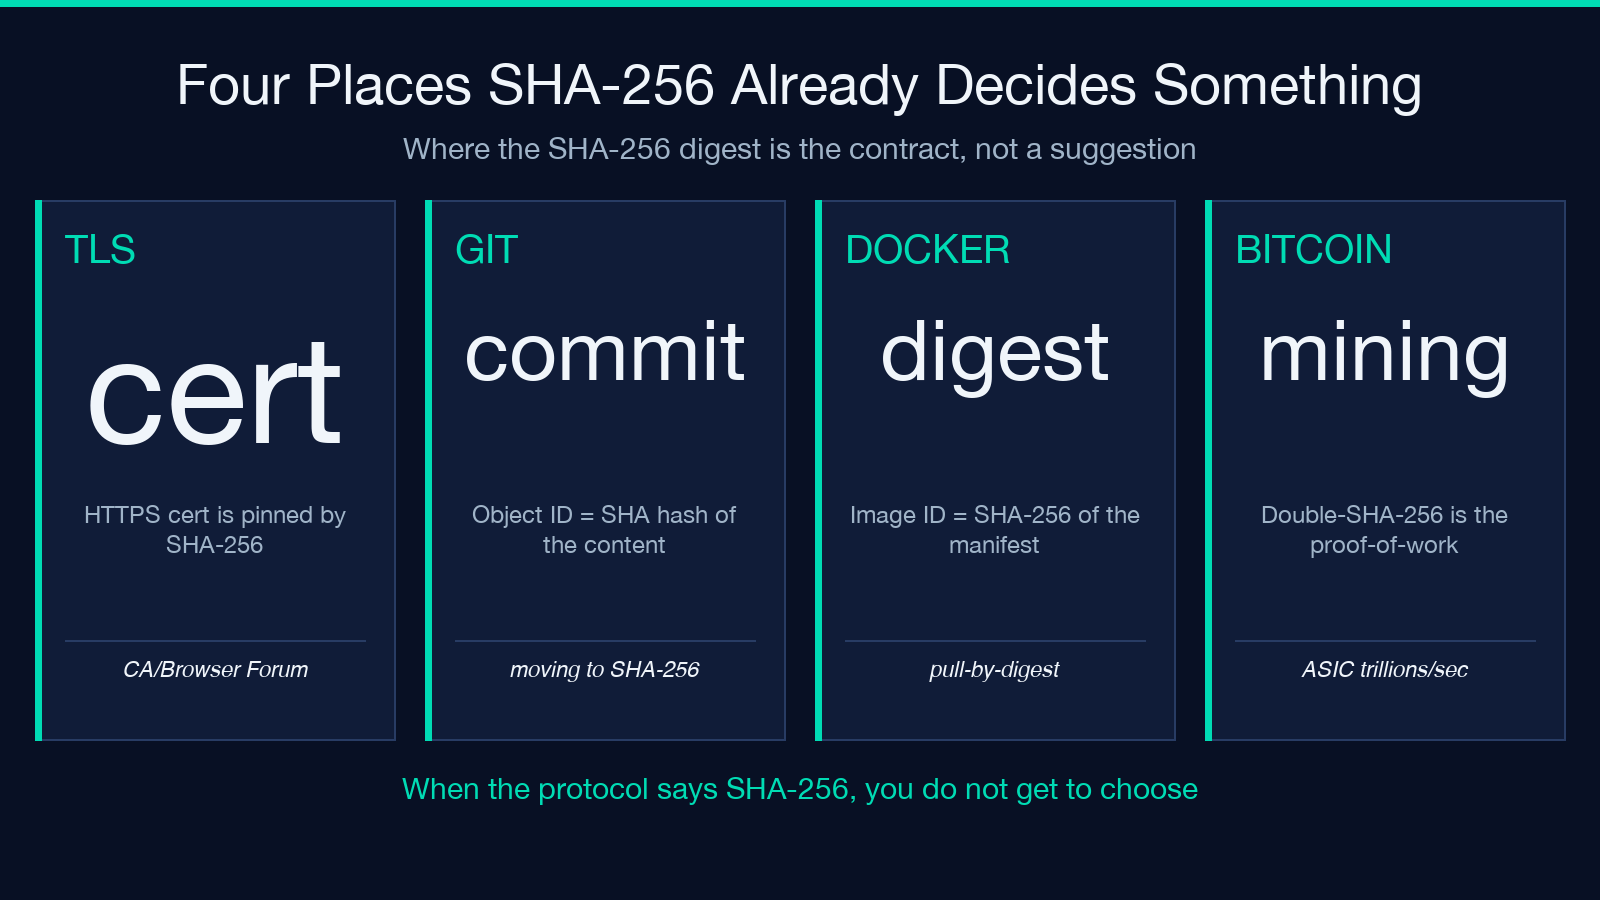 Four Places SHA-256 Already Decides Something
Where the SHA-256 digest is the contract, not a suggestion
TLS
cert
HTTPS cert is pinned by
SHA-256
CA/Browser Forum
GIT
commit
Object ID = SHA hash of
the content
moving to SHA-256
DOCKER
digest
Image ID = SHA-256 of the
manifest
pull-by-digest
BITCOIN
mining
Double-SHA-256 is the
proof-of-work
ASIC trillions/sec
When the protocol says SHA-256, you do not get to choose